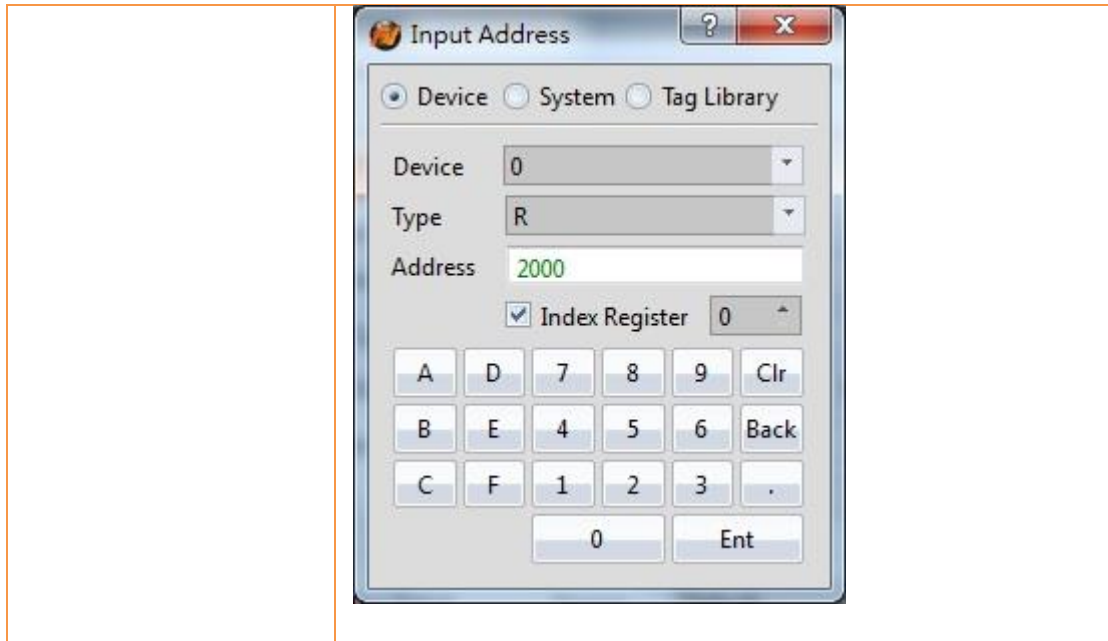 Input Address ? X
Device System Tag Library
Device 0
Type R
Address 2000
Index Register 0
A D 7 8 9 Clr
B E 4 5 6 Back
C F 1 2 3 .
0 Ent